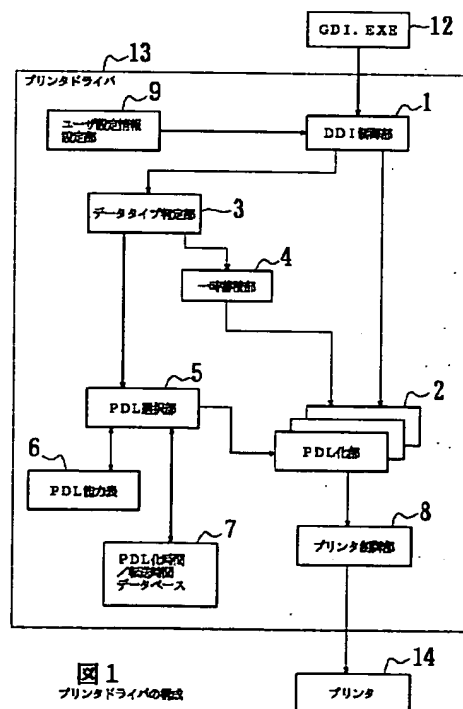 GDI.EXE
12
13
プリンタドライバ
9
ユーザ設定情報
設定部
1
DDI制御部
データタイプ判定部
3
4
一時蓄積部
5
PDL選択部
2
PDL化部
6
PDL能力表
7
PDL化時間
／転送時間
データベース
8
プリンタ制御部
図1
プリンタドライバの構成
14
プリンタ